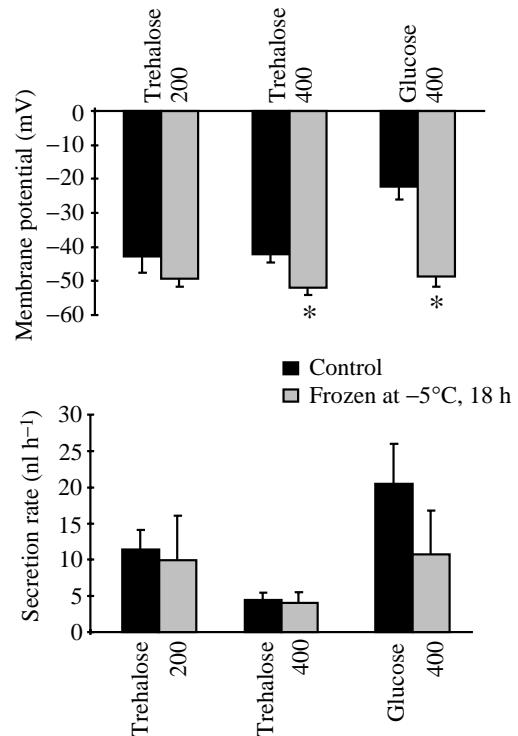 Trehalose
200
Trehalose
400
Glucose
400
Membrane potential (mV)
0
−10
−20
−30
−40
−50
−60
*
*
Control
Frozen at −5°C, 18 h
Secretion rate (nl h⁻¹)
30
25
20
15
10
5
0
Trehalose
200
Trehalose
400
Glucose
400